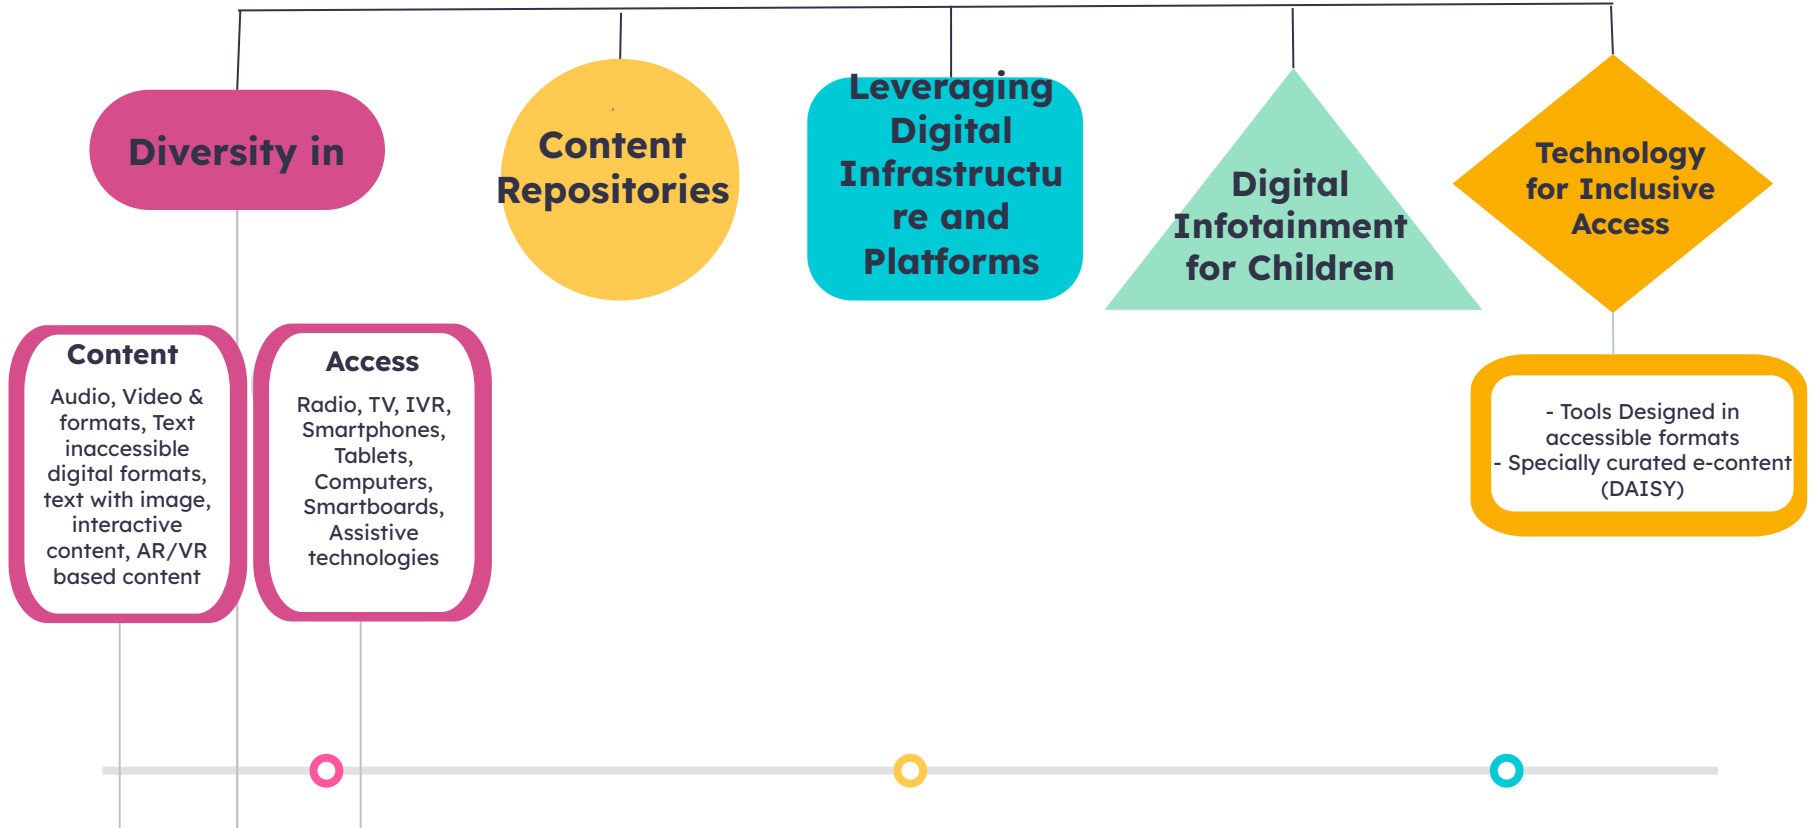 Diversity in
Content
Repositories
Leveraging
Digital
Infrastructu
re and
Platforms
Digital
Infotainment
for Children
Technology
for Inclusive
Access
Content
Audio, Video &
formats, Text
inaccessible
digital formats,
text with image,
interactive
content, AR/VR
based content
Access
Radio, TV, IVR,
Smartphones,
Tablets,
Computers,
Smartboards,
Assistive
technologies
- Tools Designed in
accessible formats
- Specially curated e-content
(DAISY)